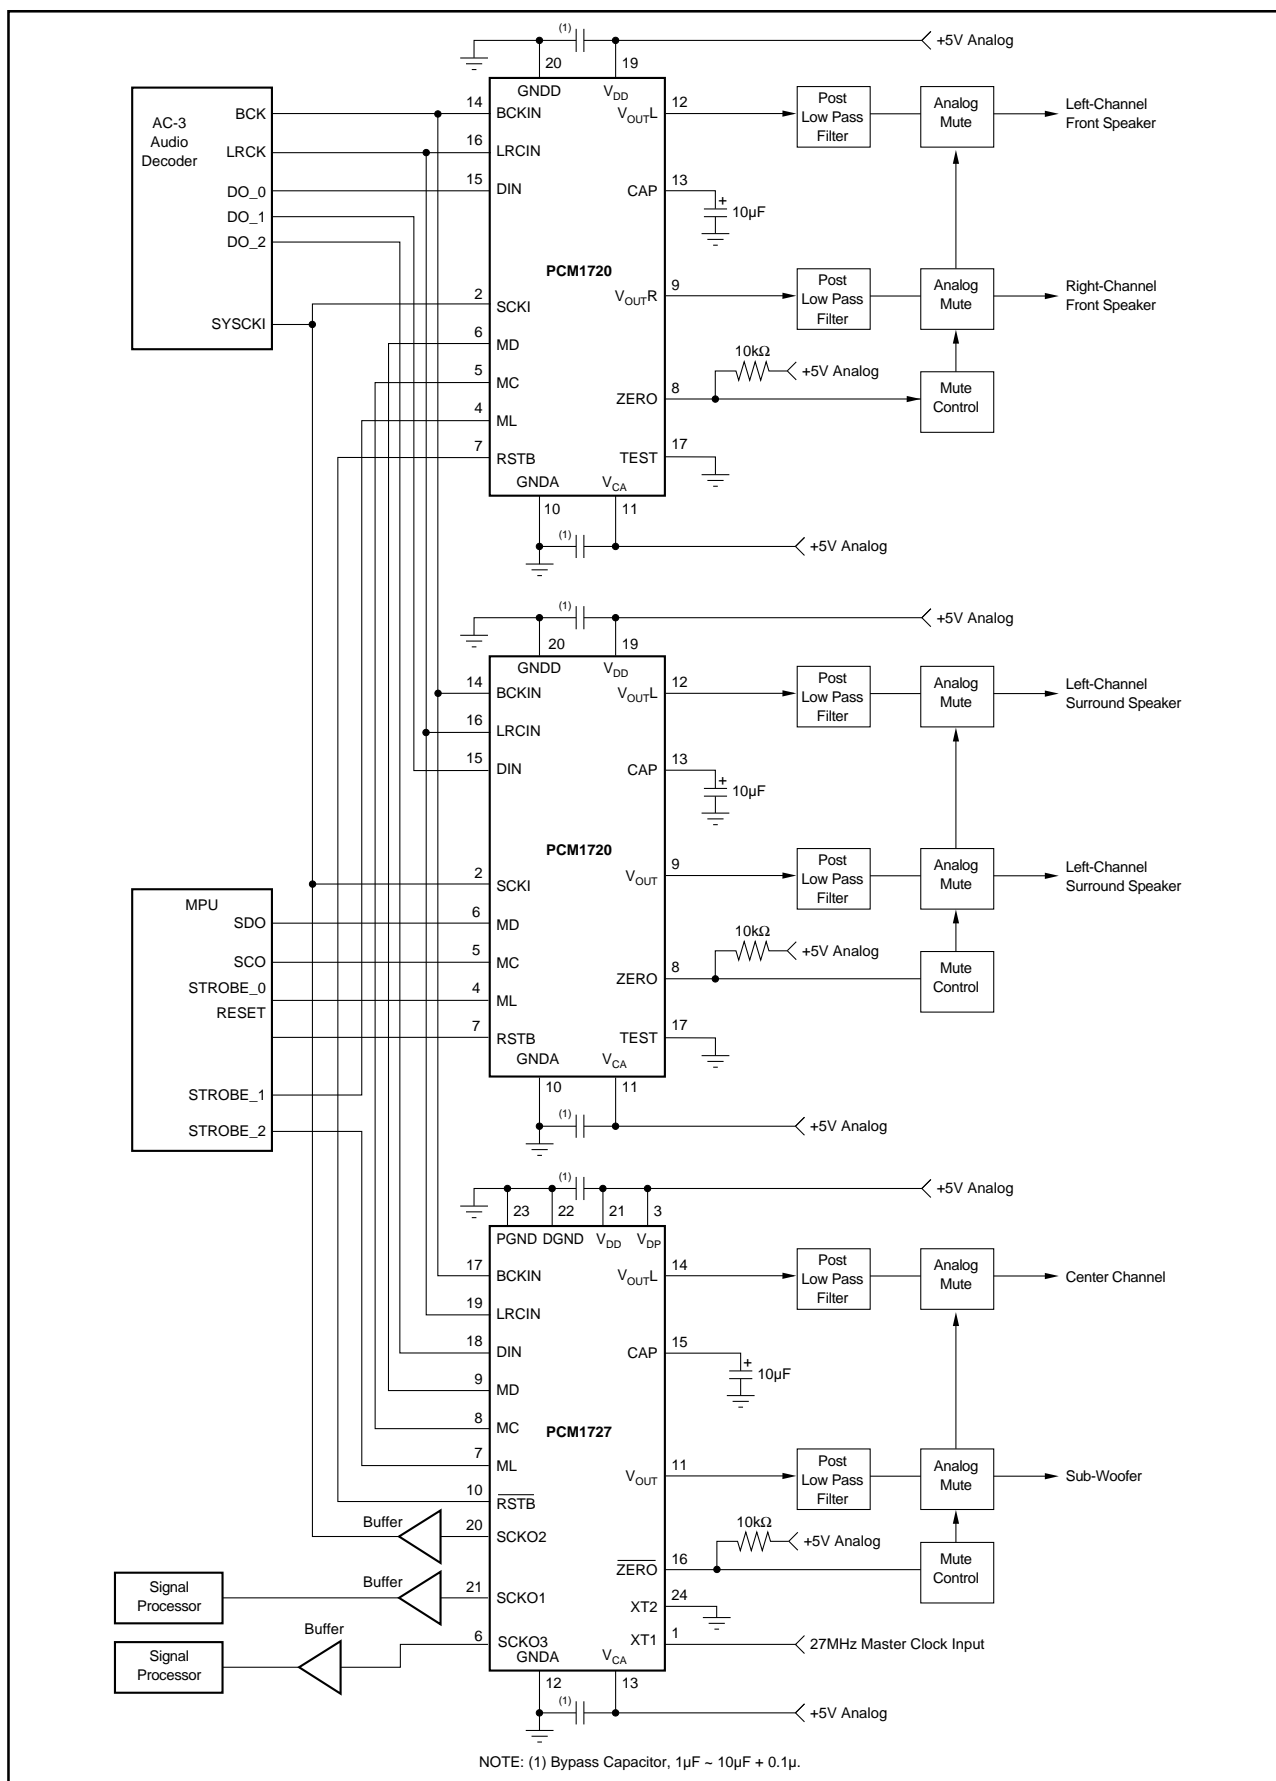 (1)
+5V Analog
20
19
GNDD
VDD
AC-3
Audio
Decoder
BCK
LRCK
DO_0
DO_1
DO_2
SYSCKI
14
BCKIN
16
LRCIN
15
DIN
PCM1720
2
SCKI
6
MD
5
MC
4
ML
7
RSTB
GNDA
VCA
10
11
(1)
+5V Analog
VOUTL
12
CAP
13
+
10µF
VOUTR
9
ZERO
8
10kΩ
+5V Analog
TEST
17
Post
Low Pass
Filter
Analog
Mute
Left-Channel
Front Speaker
Post
Low Pass
Filter
Analog
Mute
Right-Channel
Front Speaker
Mute
Control
(1)
+5V Analog
20
19
GNDD
VDD
14
BCKIN
16
LRCIN
15
DIN
PCM1720
2
SCKI
6
MD
5
MC
4
ML
7
RSTB
GNDA
VCA
10
11
(1)
+5V Analog
VOUTL
12
CAP
13
+
10µF
VOUT
9
ZERO
8
10kΩ
+5V Analog
TEST
17
Post
Low Pass
Filter
Analog
Mute
Left-Channel
Surround Speaker
Post
Low Pass
Filter
Analog
Mute
Left-Channel
Surround Speaker
Mute
Control
MPU
SDO
SCO
STROBE_0
RESET
STROBE_1
STROBE_2
(1)
+5V Analog
23
22
21
3
PGND
DGND
VDD
VDP
17
BCKIN
19
LRCIN
18
DIN
9
MD
8
MC
PCM1727
7
ML
10
RSTB
Buffer
20
SCKO2
Buffer
21
SCKO1
Signal
Processor
Buffer
6
SCKO3
Signal
Processor
GNDA
VCA
12
13
(1)
+5V Analog
VOUTL
14
CAP
15
+
10µF
VOUT
11
ZERO
16
10kΩ
+5V Analog
XT2
24
XT1
1
27MHz Master Clock Input
Post
Low Pass
Filter
Analog
Mute
Center Channel
Post
Low Pass
Filter
Analog
Mute
Sub-Woofer
Mute
Control
NOTE: (1) Bypass Capacitor, 1µF ~ 10µF + 0.1µ.